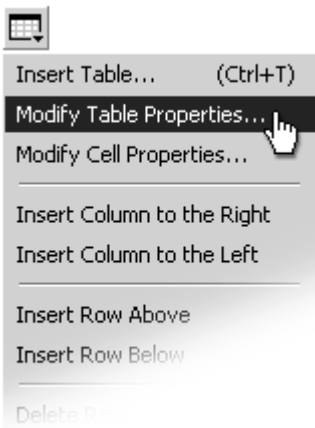 Insert Table... (Ctrl+T)
Modify Table Properties...
Modify Cell Properties...
Insert Column to the Right
Insert Column to the Left
Insert Row Above
Insert Row Below
Delete